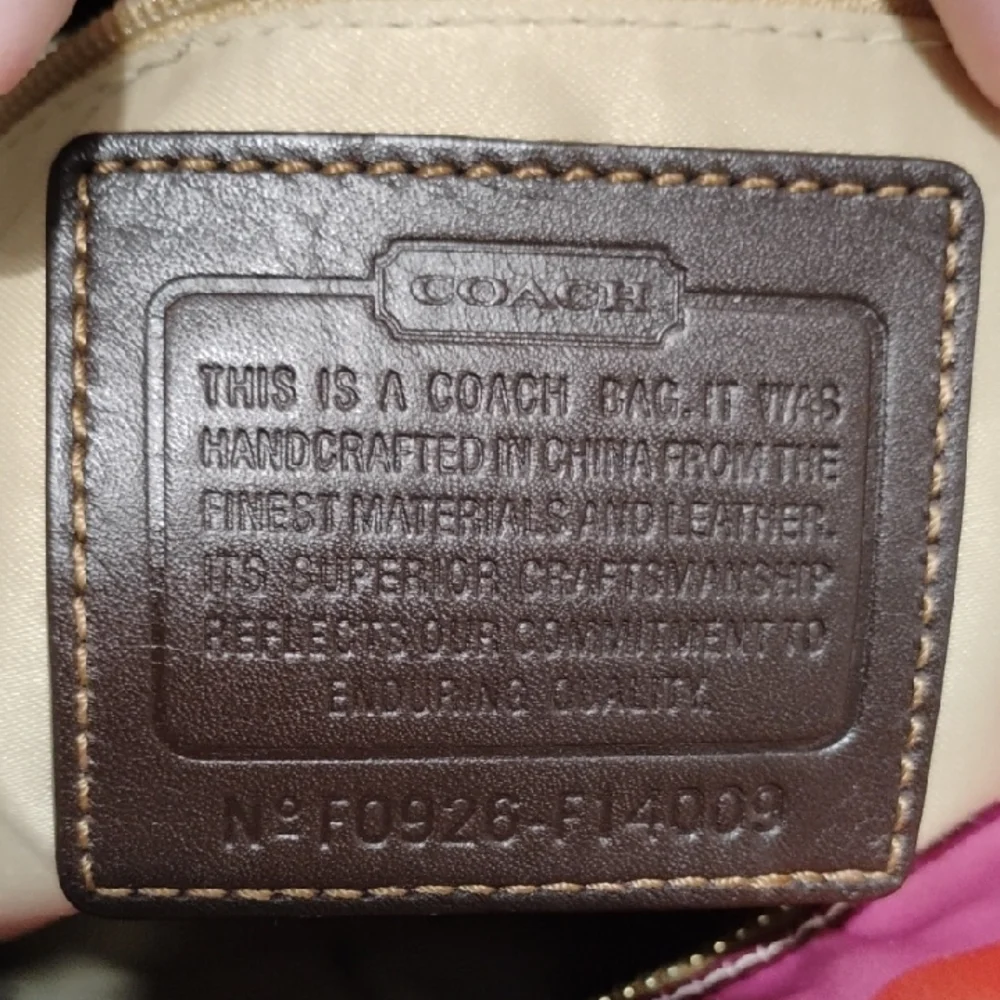 COACH
THIS IS A COACH BAG. IT WAS
HANDCRAFTED IN CHINA FROM THE
FINEST MATERIALS AND LEATHER.
ITS SUPERIOR CRAFTSMANSHIP
REFLECTS OUR COMMITMENT TO
ENDURING QUALITY.
Nº F0926-F14009